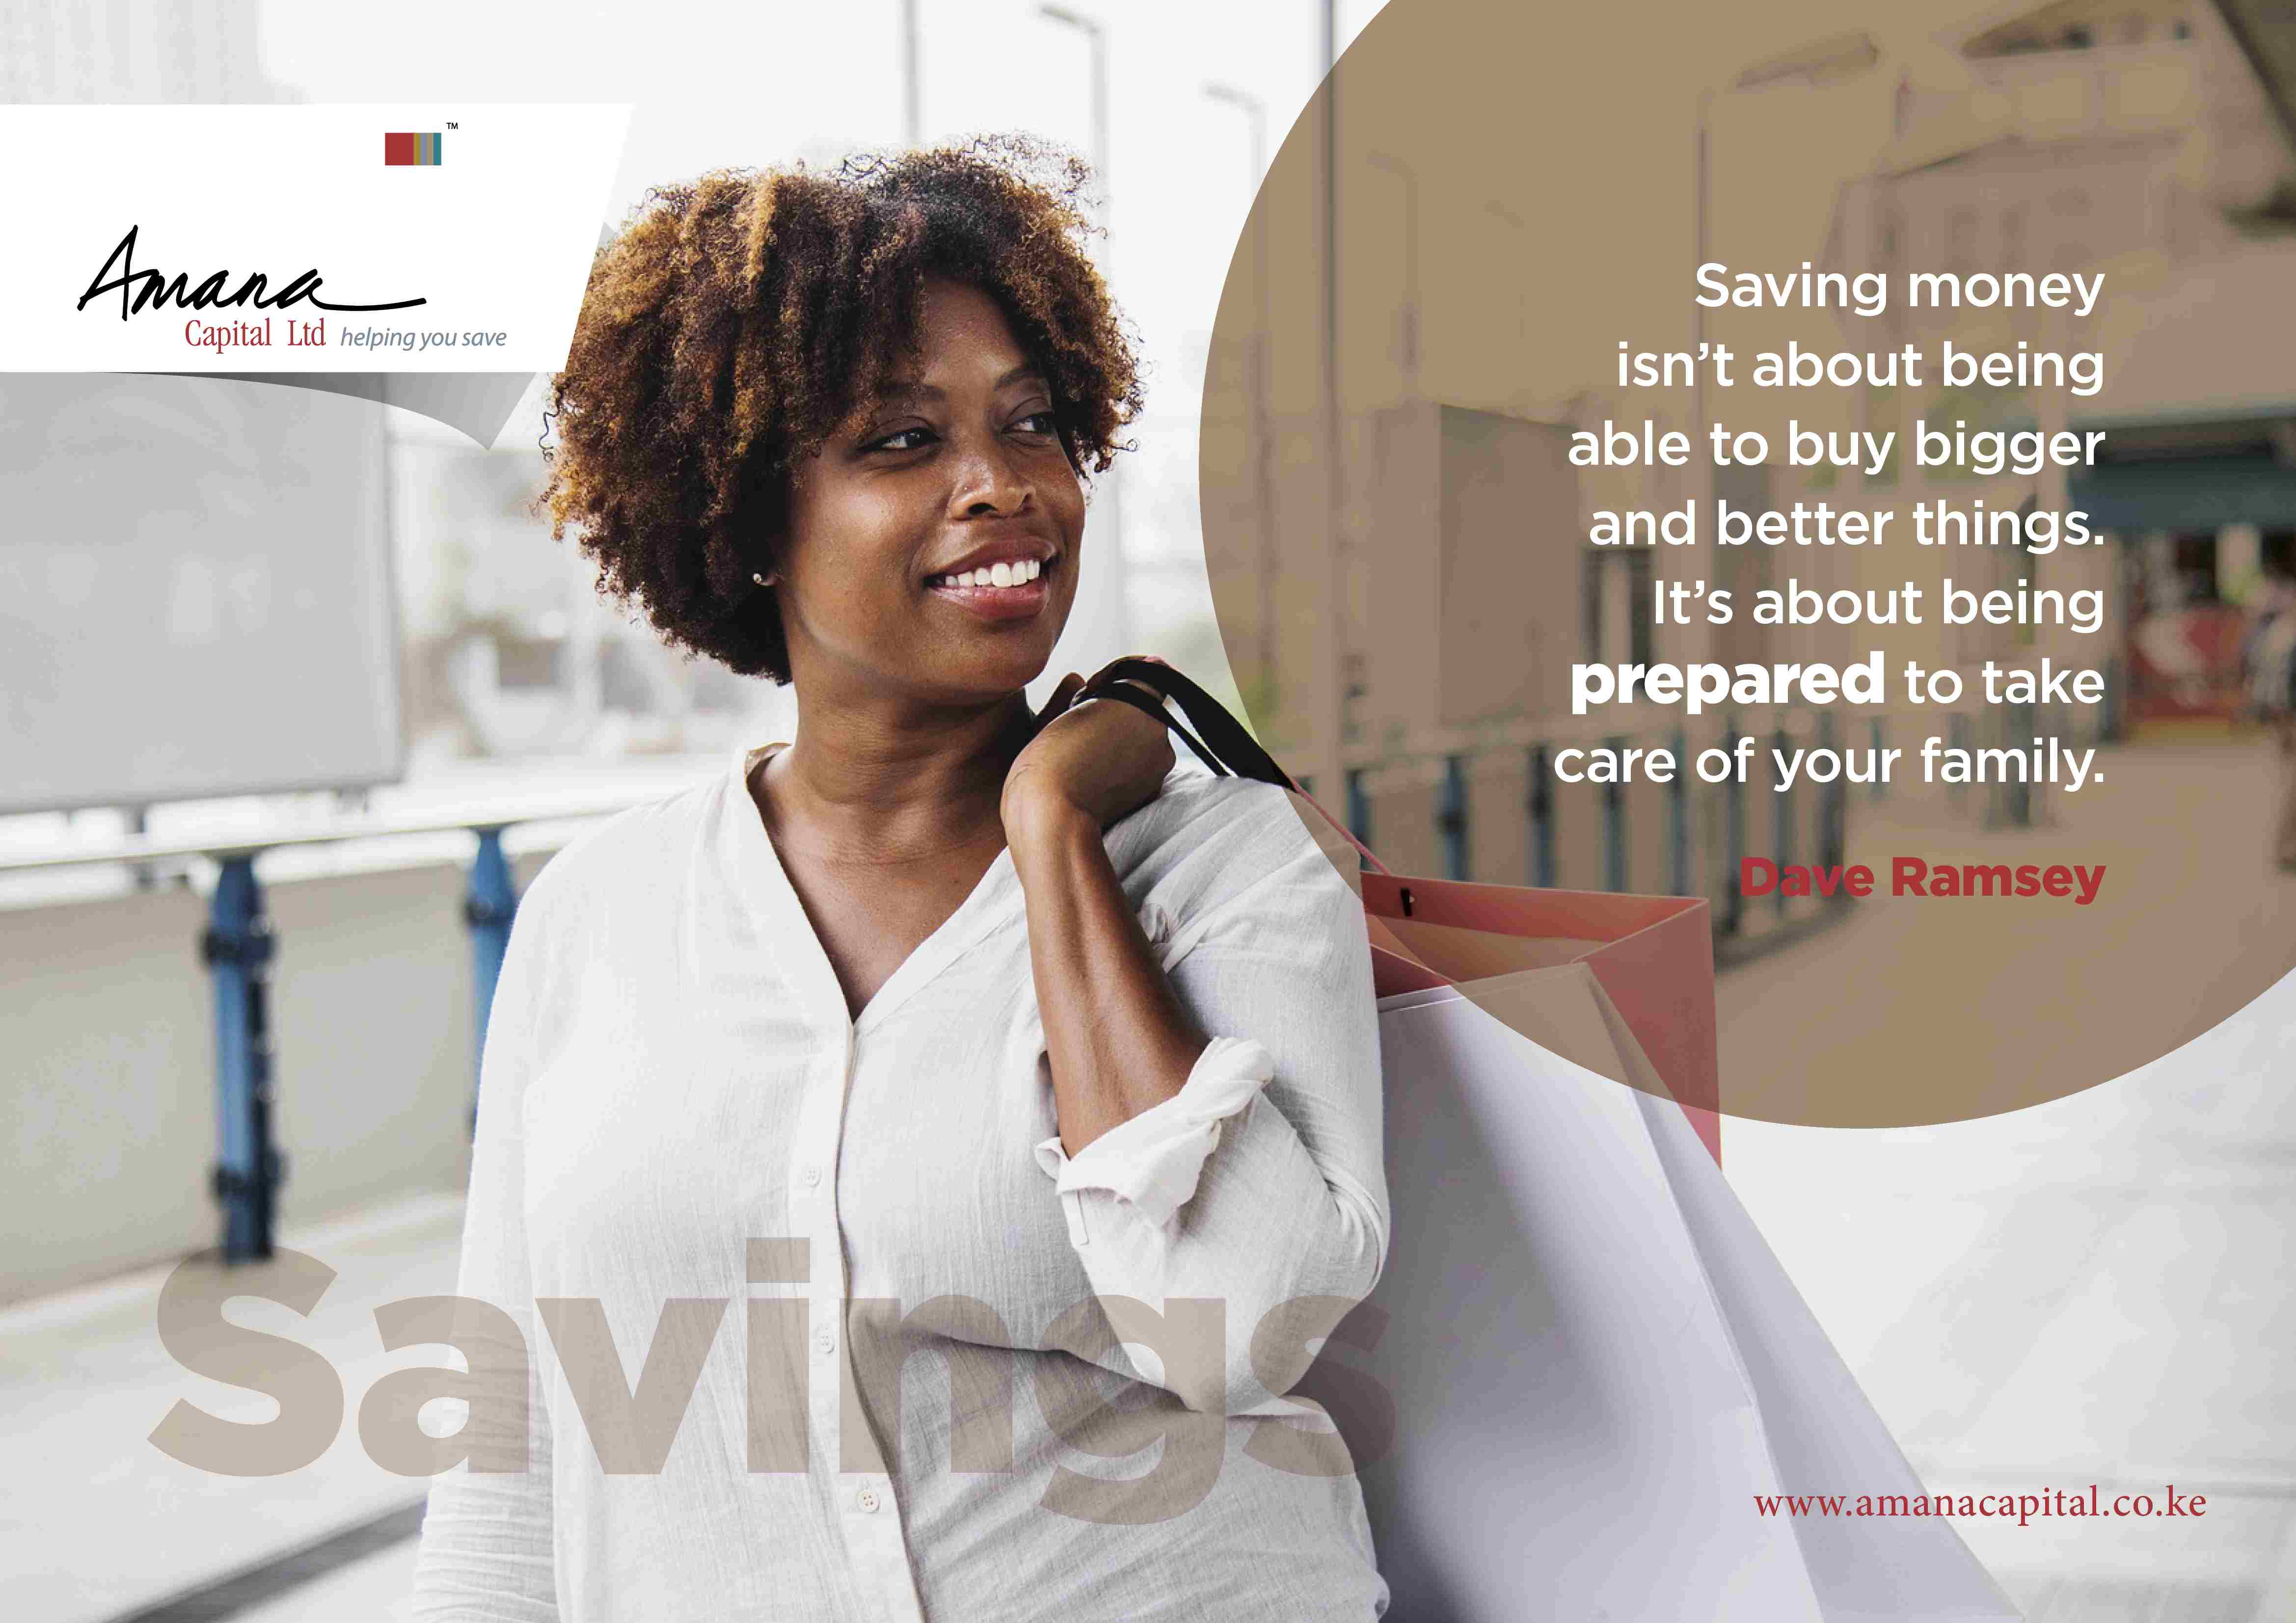 TM
Amana
Capital Ltd helping you save
Saving money
isn’t about being
able to buy bigger
and better things.
It’s about being
prepared to take
care of your family.
Dave Ramsey
Savings
www.amanacapital.co.ke